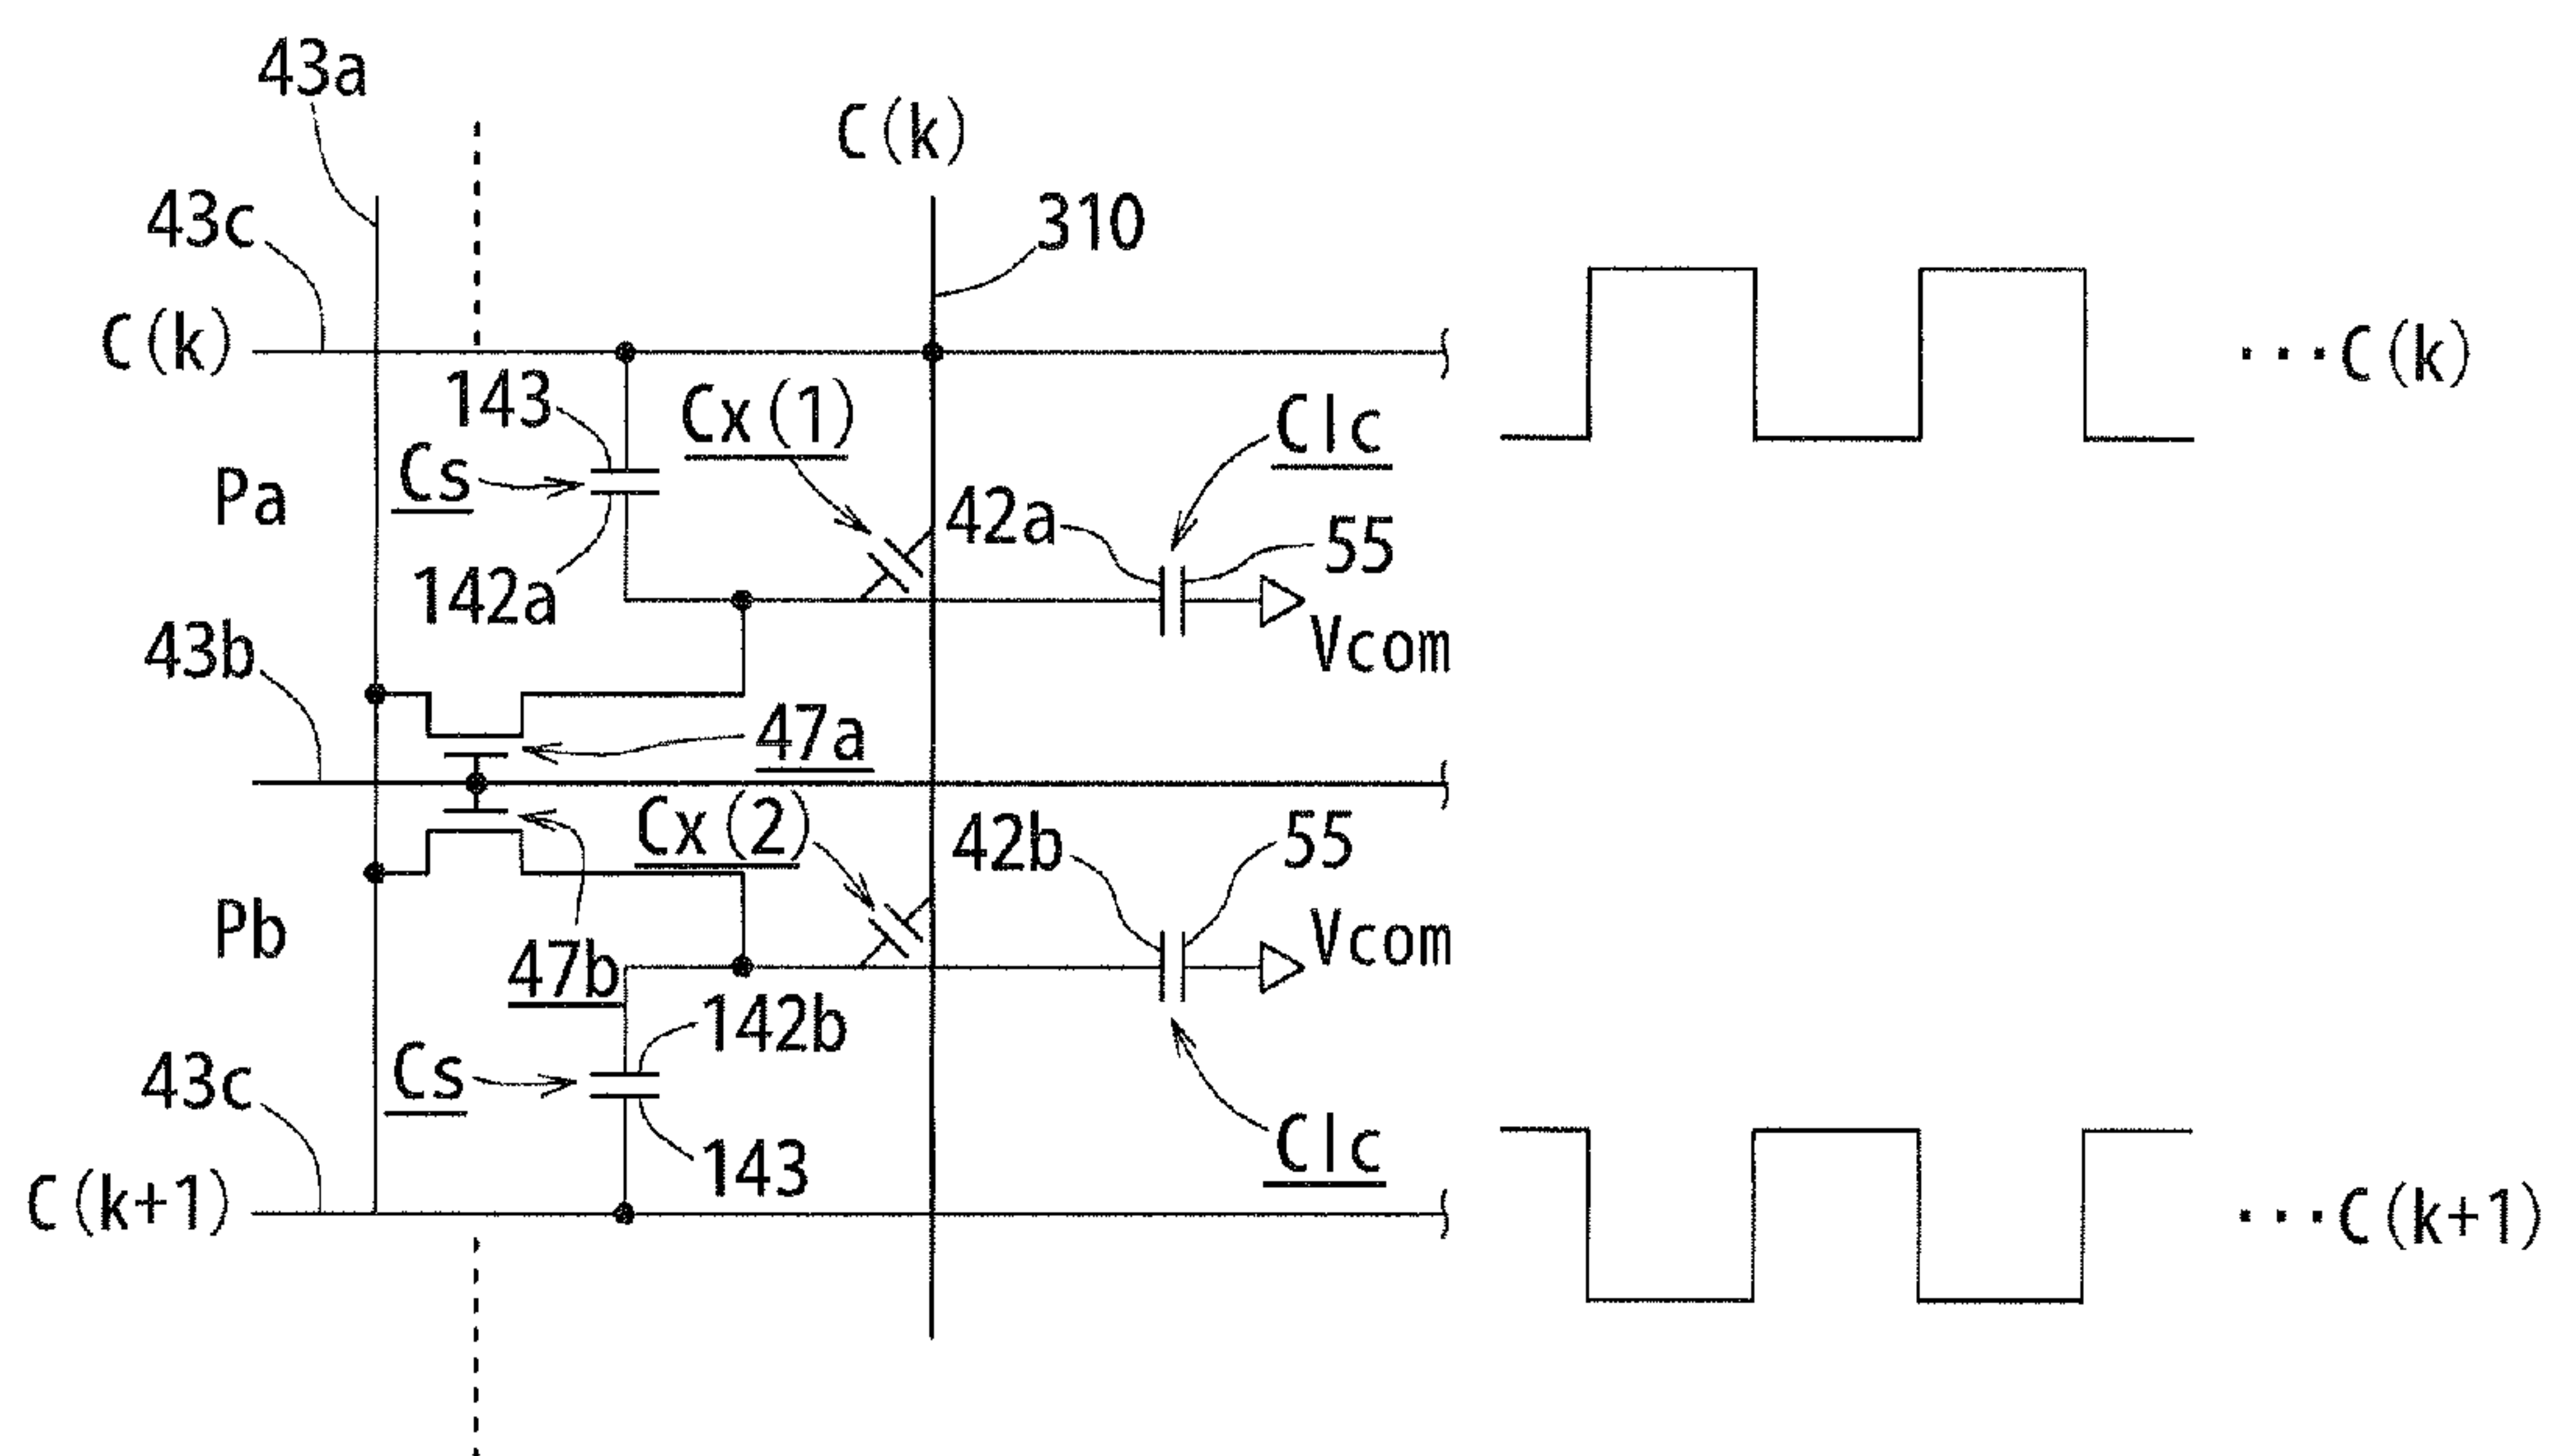 43a
C(k)
43c
310
C(k)
···C(k)
143
Cx(1)
Clc
Cs
Pa
42a
55
142a
Vcom
43b
47a
Cx(2)
42b
55
Pb
47b
Vcom
142b
Cs
43c
Clc
143
C(k+1)
···C(k+1)